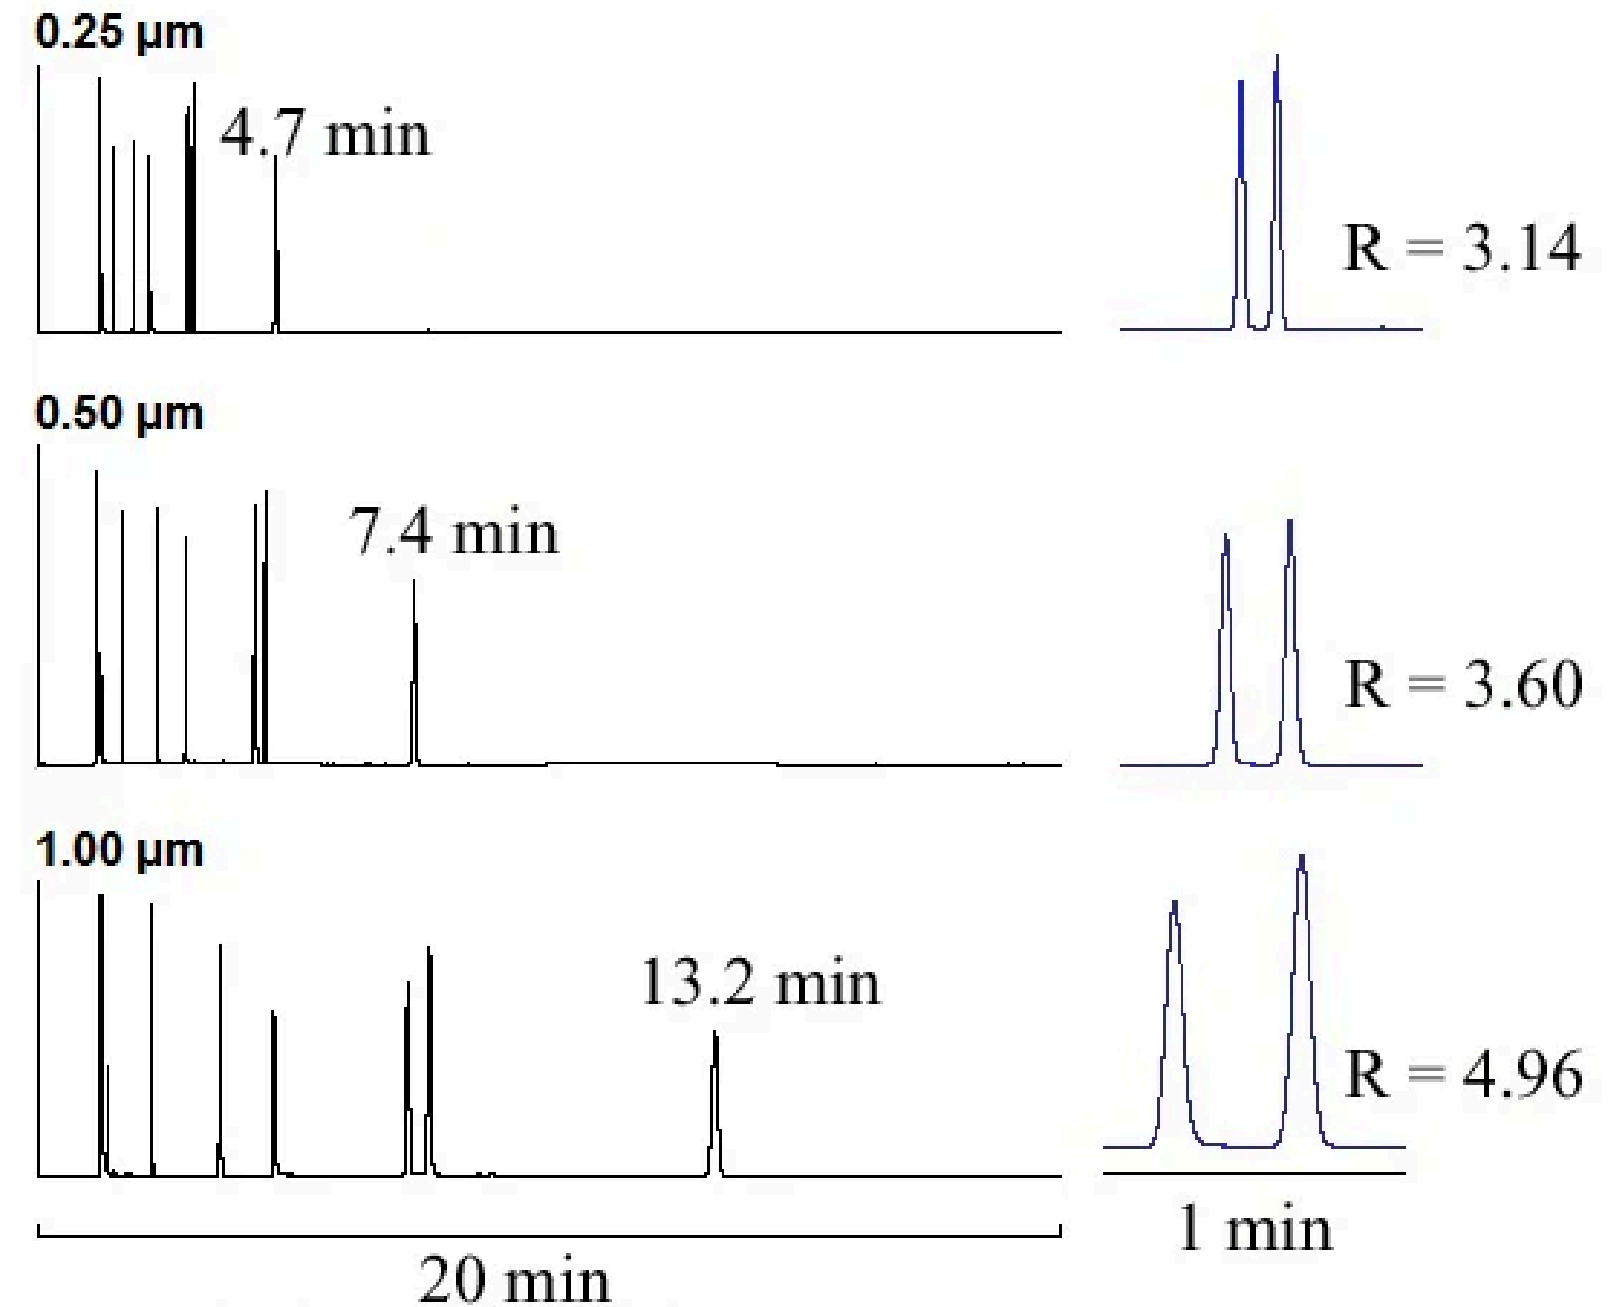 0.25 µm
4.7 min
R = 3.14
0.50 µm
7.4 min
R = 3.60
1.00 µm
13.2 min
R = 4.96
1 min
20 min